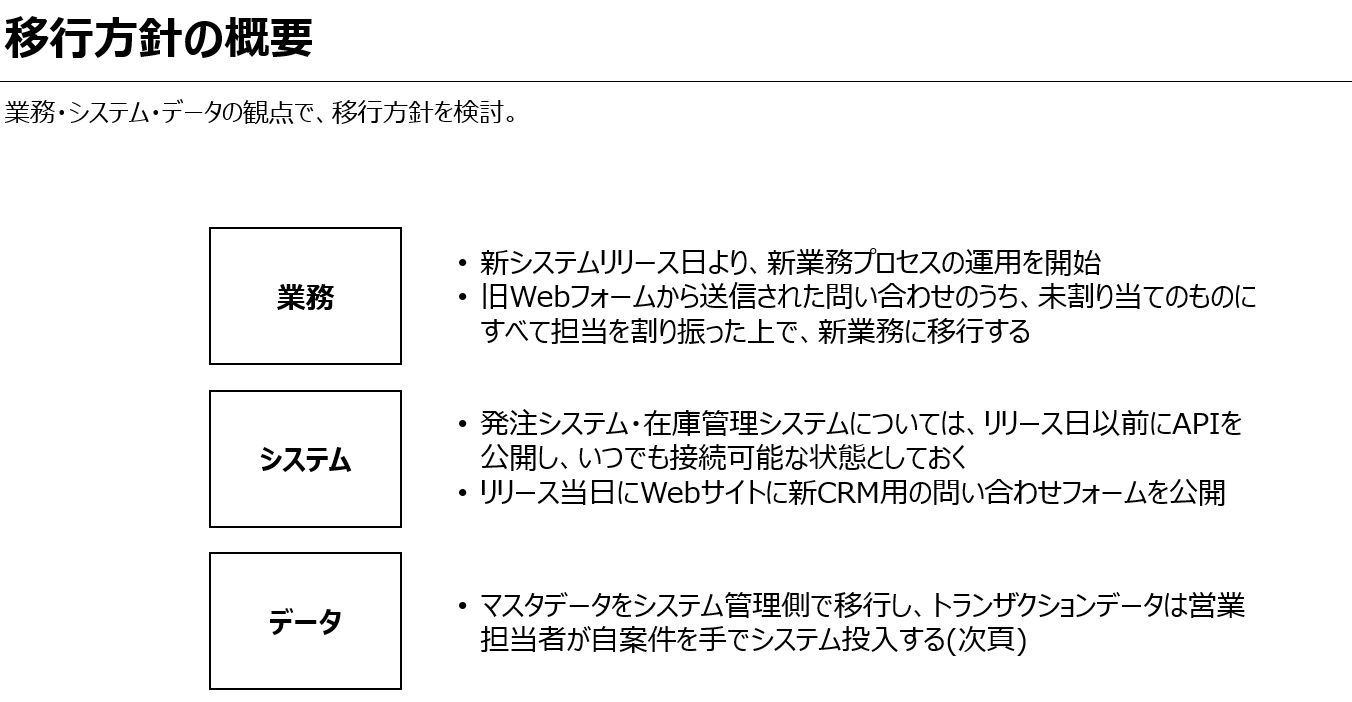 移行方針の概要
業務・システム・データの観点で、移行方針を検討。
業務
• 新システムリリース日より、新業務プロセスの運用を開始
• 旧Webフォームから送信された問い合わせのうち、未割り当てのものに
すべて担当を割り振った上で、新業務に移行する
システム
• 発注システム・在庫管理システムについては、リリース日以前にAPIを
公開し、いつでも接続可能な状態としておく
• リリース当日にWebサイトに新CRM用の問い合わせフォームを公開
データ
• マスタデータをシステム管理側で移行し、トランザクションデータは営業
担当者が自案件を手でシステム投入する(次頁)